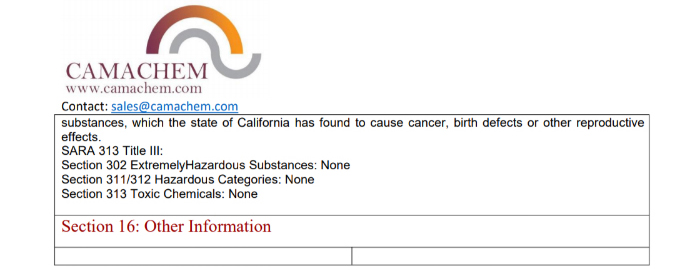 CAMACHEM
www.camachem.com
Contact: sales@camachem.com
substances, which the state of California has found to cause cancer, birth defects or other reproductive
effects.
SARA 313 Title III:
Section 302 ExtremelyHazardous Substances: None
Section 311/312 Hazardous Categories: None
Section 313 Toxic Chemicals: None
Section 16: Other Information